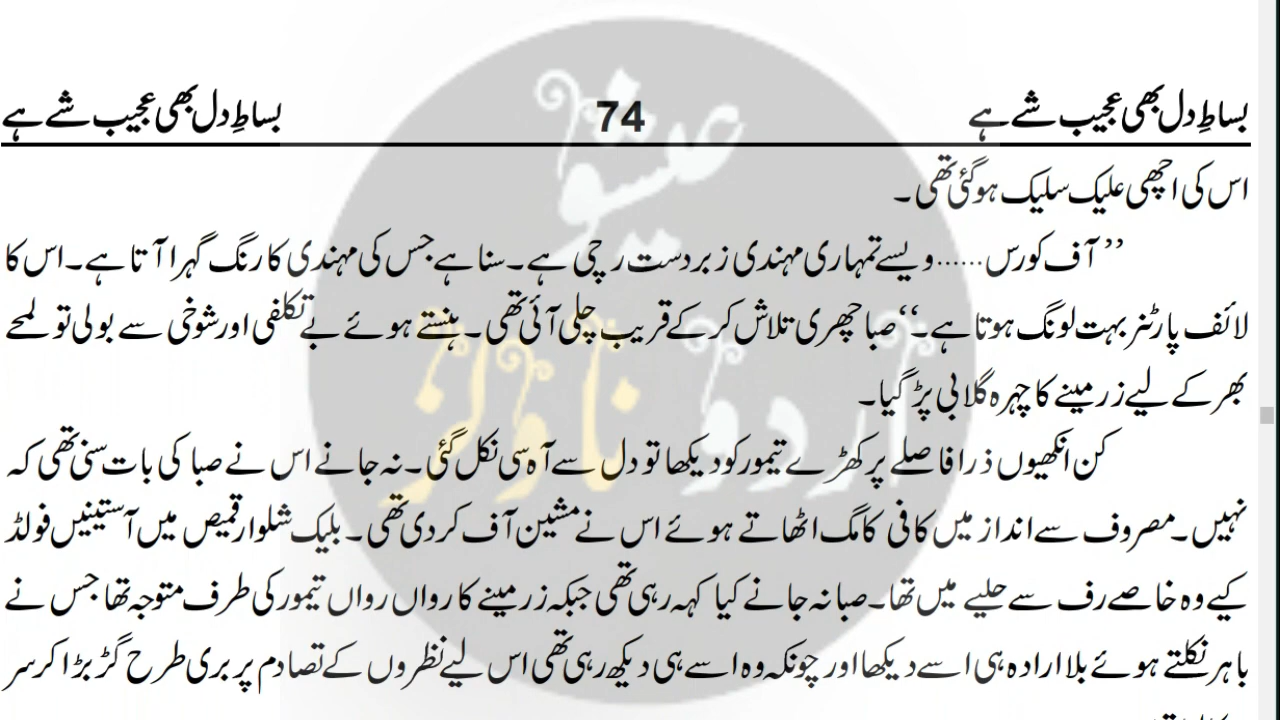 بساطِ دل بھی عجیب شے ہے 74 بساطِ دل بھی عجیب شے ہے
اس کی اچھی علیک سلیک ہوگئی تھی۔
’’آف کورس......ویسے تمہاری مہندی زبردست رچی ہے۔سنا ہے جس کی مہندی کا رنگ گہرا آتا ہے۔اس کا
لائف پارٹنر بہت لونگ ہوتا ہے۔‘‘صبا چھری تلاش کر کے قریب چلی آئی تھی۔ہنستے ہوئے بے تکلفی اور شوخی سے بولی تو لمحے
بھر کے لیے زرمینے کا چہرہ گلابی پڑ گیا۔
کن انکھیوں ذرا فاصلے پر کھڑے تیمور کو دیکھا تو دل سے آہ سی نکل گئی۔نہ جانے اس نے صبا کی بات سنی تھی کہ
نہیں۔مصروف سے انداز میں کافی کا مگ اٹھاتے ہوئے اس نے مشین آف کر دی تھی۔بلیک شلوار قمیص میں آستینیں فولڈ
کیے وہ خاصے رف سے حلیے میں تھا۔صبا نہ جانے کیا کہہ رہی تھی جبکہ زرمینے کا رواں رواں تیمور کی طرف متوجہ تھا جس نے
باہر نکلتے ہوئے بلا ارادہ ہی اسے دیکھا اور چونکہ وہ اسے ہی دیکھ رہی تھی اس لیے نظروں کے تصادم پر بری طرح گڑبڑا کر سر
عینو
اردو ناولز